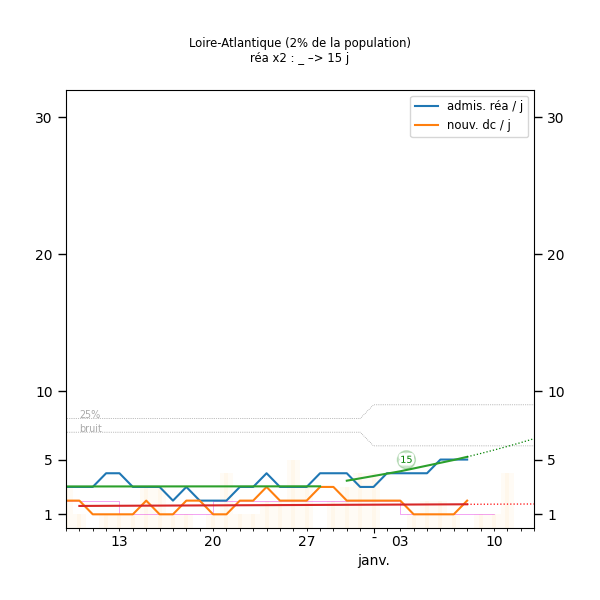 Loire-Atlantique (2% de la population)
réa x2 : _ –> 15 j
admis. réa / j
nouv. dc / j
30 30
20 20
10 10
25%
bruit
15
5 5
1 1
13 20 27 - 03 10
janv.